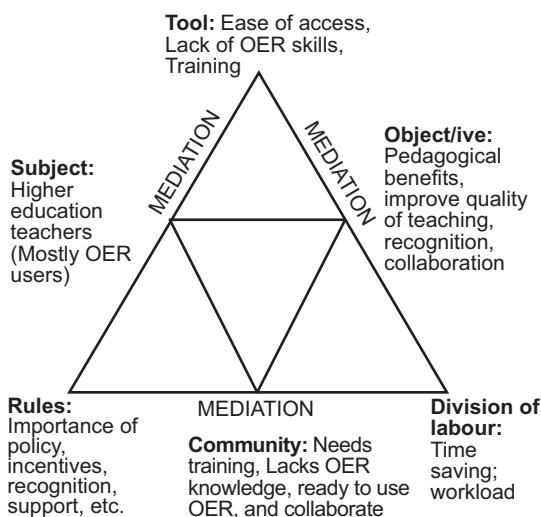 Tool: Ease of access,
Lack of OER skills,
Training
MEDIATION
MEDIATION
Subject:
Higher
education
teachers
(Mostly OER
users)
Object/ive:
Pedagogical
benefits,
improve quality
of teaching,
recognition,
collaboration
Rules:
Importance of
policy,
incentives,
recognition,
support, etc.
MEDIATION
Community: Needs
training, Lacks OER
knowledge, ready to use
OER, and collaborate
Division of
labour:
Time
saving;
workload